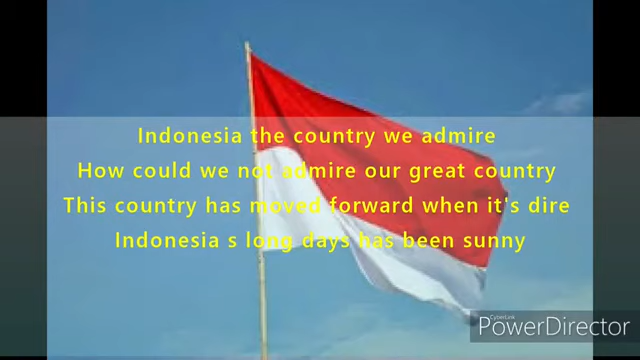 Indonesia the country we admire
How could we not admire our great country
This country has moved forward when it's dire
Indonesia s long days has been sunny
CyberLink
PowerDirector